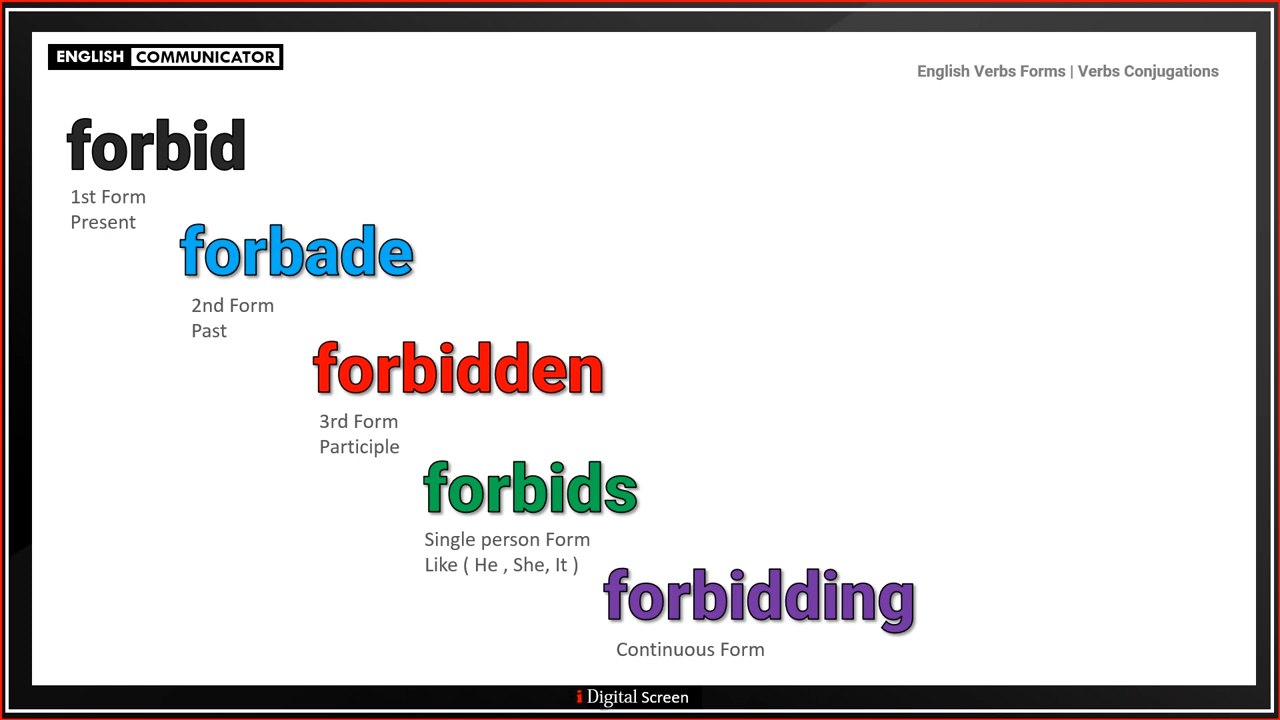 ENGLISH COMMUNICATOR
English Verbs Forms | Verbs Conjugations
forbid
1st Form
Present
forbade
2nd Form
Past
forbidden
3rd Form
Participle
forbids
Single person Form
Like ( He , She, It )
forbidding
Continuous Form
i Digital Screen